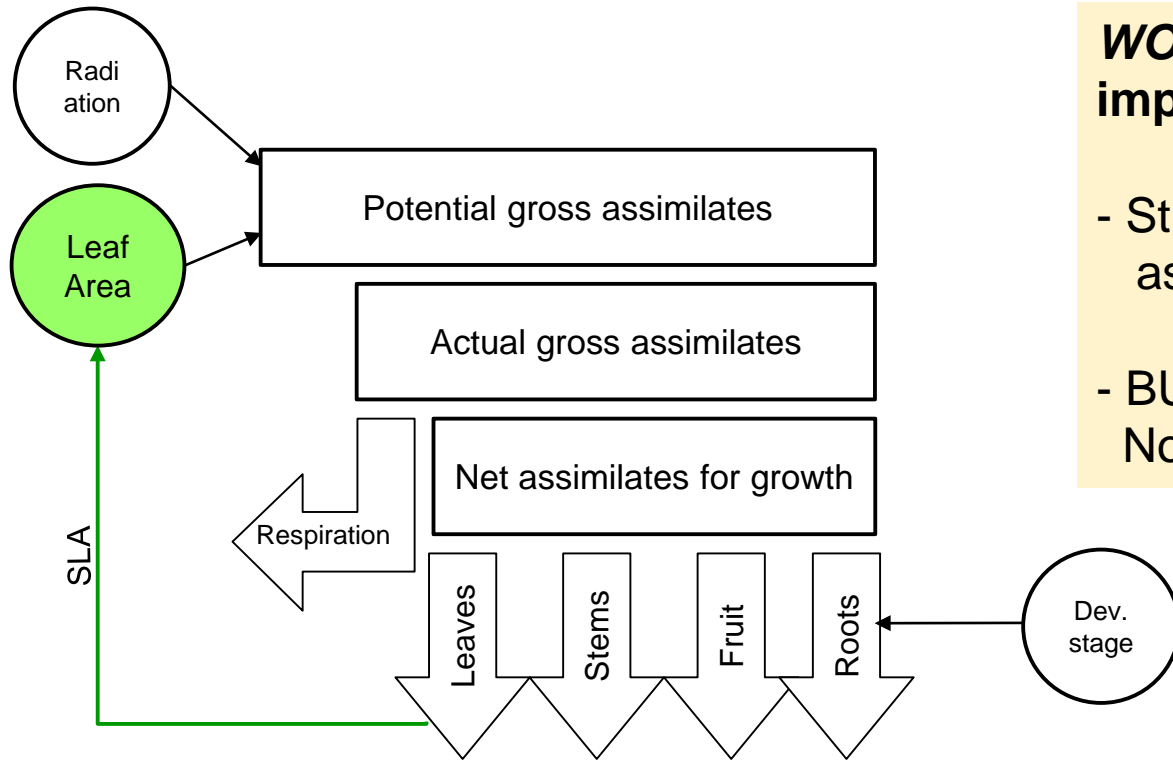 Radi
ation
Leaf
Area
Potential gross assimilates
Actual gross assimilates
Net assimilates for growth
Respiration
SLA
Leaves
Stems
Fruit
Roots
Dev.
stage
-
- BU